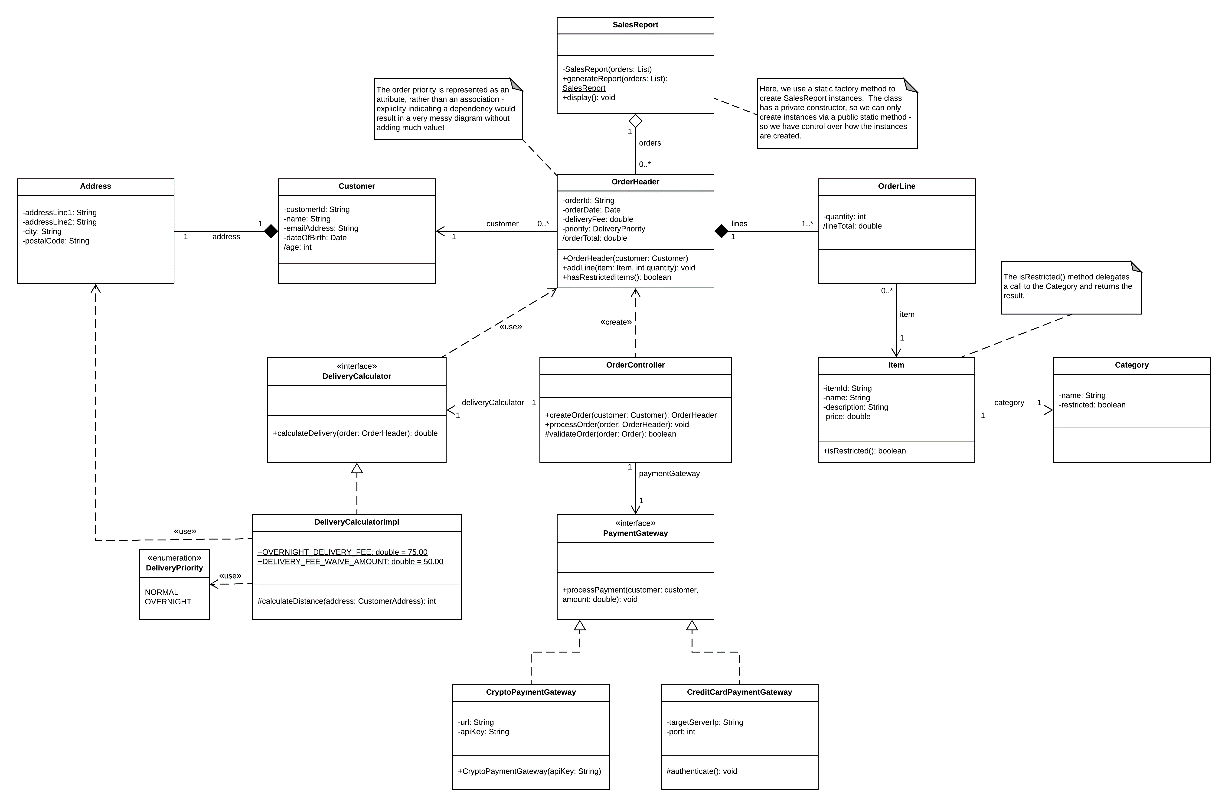 SalesReport
-SalesReport(orders: List)
+generateReport(orders: List):
SalesReport
+display(): void
The order priority is represented as an
attribute, rather than an association -
explicitly indicating a dependency would
result in a very messy diagram without
adding much value!
Here, we use a static factory method to
create SalesReport instances. The class
has a private constructor, so we can only
create instances via a public static method -
so we have control over how the instances
are created.
1
orders
0..*
Address
-addressLine1: String
-addressLine2: String
-city: String
-postalCode: String
1
address
1
Customer
-customerId: String
-name: String
-emailAddress: String
-dateOfBirth: Date
/age: int
customer
0..*
1
OrderHeader
-orderId: String
-orderDate: Date
-deliveryFee: double
-priority: DeliveryPriority
/orderTotal: double
+OrderHeader(customer: Customer)
+addLine(item: Item, int quantity): void
+hasRestrictedItems(): boolean
lines
1..*
1
OrderLine
-quantity: int
/lineTotal: double
0..*
item
1
The isRestricted() method delegates
a call to the Category and returns the
result.
«use»
«create»
«interface»
DeliveryCalculator
+calculateDelivery(order: OrderHeader): double
deliveryCalculator
1
1
OrderController
+createOrder(customer: Customer): OrderHeader
+processOrder(order: OrderHeader): void
#validateOrder(order: Order): boolean
Item
-itemId: String
-name: String
-description: String
price: double
+isRestricted(): boolean
category
1
1
Category
-name: String
-restricted: boolean
1
paymentGateway
1
DeliveryCalculatorImpl
+OVERNIGHT_DELIVERY_FEE: double = 75.00
+DELIVERY_FEE_WAIVE_AMOUNT: double = 50.00
#calculateDistance(address: CustomerAddress): int
«use»
«use»
«enumeration»
DeliveryPriority
NORMAL
OVERNIGHT
«interface»
PaymentGateway
+processPayment(customer: customer,
amount: double): void
CryptoPaymentGateway
-url: String
-apiKey: String
+CryptoPaymentGateway(apiKey: String)
CreditCardPaymentGateway
-targetServerIp: String
-port: int
#authenticate(): void